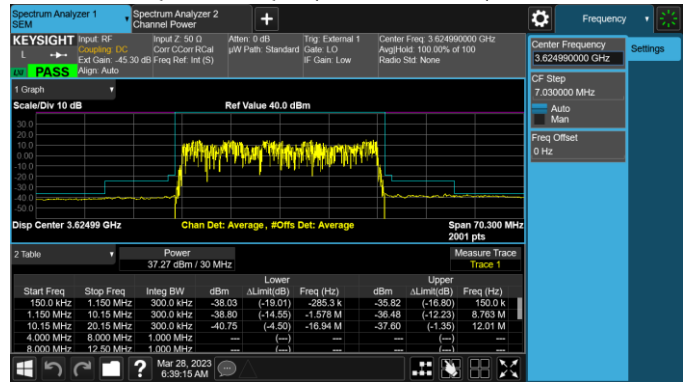 Spectrum Analyzer 1
SEM
Spectrum Analyzer 2
Channel Power
Frequency
KEYSIGHT
L
PASS
Input: RF
Coupling: DC
Ext Gain: -45.30 dB
Align: Auto
Input Z: 50 Ω
Corr CCorr RCal
Freq Ref: Int (S)
Atten: 0 dB
µW Path: Standard
Trig: External 1
Gate: LO
IF Gain: Low
Center Freq: 3.624990000 GHz
Avg|Hold: 100.00% of 100
Radio Std: None
Center Frequency
3.624990000 GHz
Settings
CF Step
7.030000 MHz
Auto
Man
Freq Offset
0 Hz
1 Graph
Scale/Div 10 dB
Ref Value 40.0 dBm
30.0
20.0
10.0
0.00
-10.0
-20.0
-30.0
-40.0
-50.0
Disp Center 3.62499 GHz
Chan Det: Average, #Offs Det: Average
Span 70.300 MHz
2001 pts
2 Table
Power
37.27 dBm / 30 MHz
Measure Trace
Trace 1
Lower Upper
Start Freq Stop Freq Integ BW dBm ΔLimit(dB) Freq (Hz) dBm ΔLimit(dB) Freq (Hz)
150.0 kHz 1.150 MHz 300.0 kHz -38.03 (-19.01) -285.3 k -35.82 (-16.80) 150.0 k
1.150 MHz 10.15 MHz 300.0 kHz -38.80 (-14.55) -1.578 M -36.48 (-12.23) 8.763 M
10.15 MHz 20.15 MHz 300.0 kHz -40.75 (-4.50) -16.94 M -37.60 (-1.35) 12.01 M
4.000 MHz 8.000 MHz 1.000 MHz --- (---) --- (---)
8.000 MHz 12.50 MHz 1.000 MHz --- (---) --- (---)
?
Mar 28, 2023
6:39:15 AM